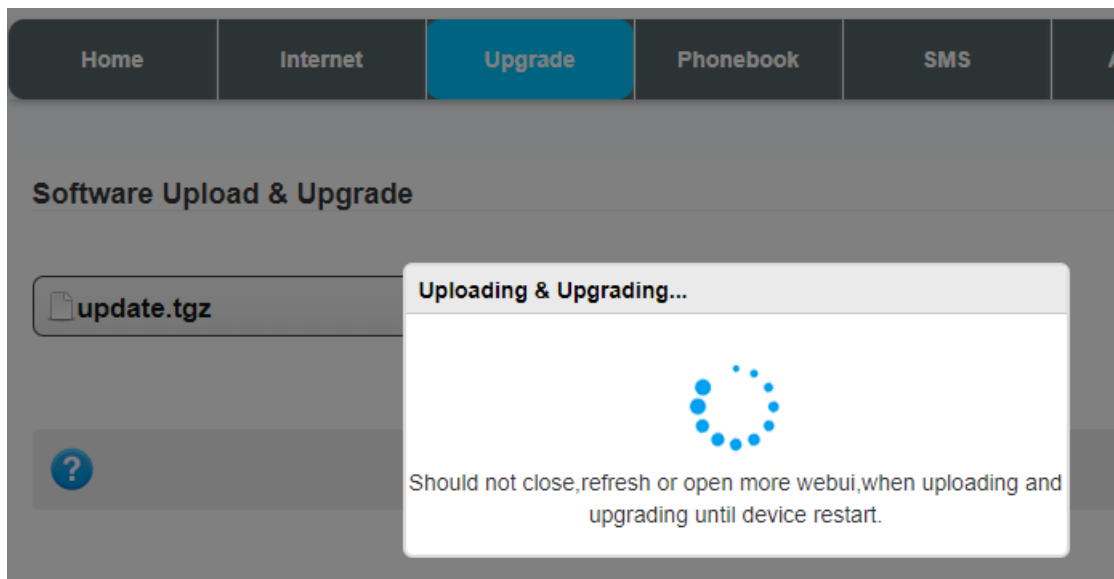 Home Internet Upgrade Phonebook SMS
Software Upload & Upgrade
update.tgz
Uploading & Upgrading...
?
Should not close,refresh or open more webui,when uploading and
upgrading until device restart.